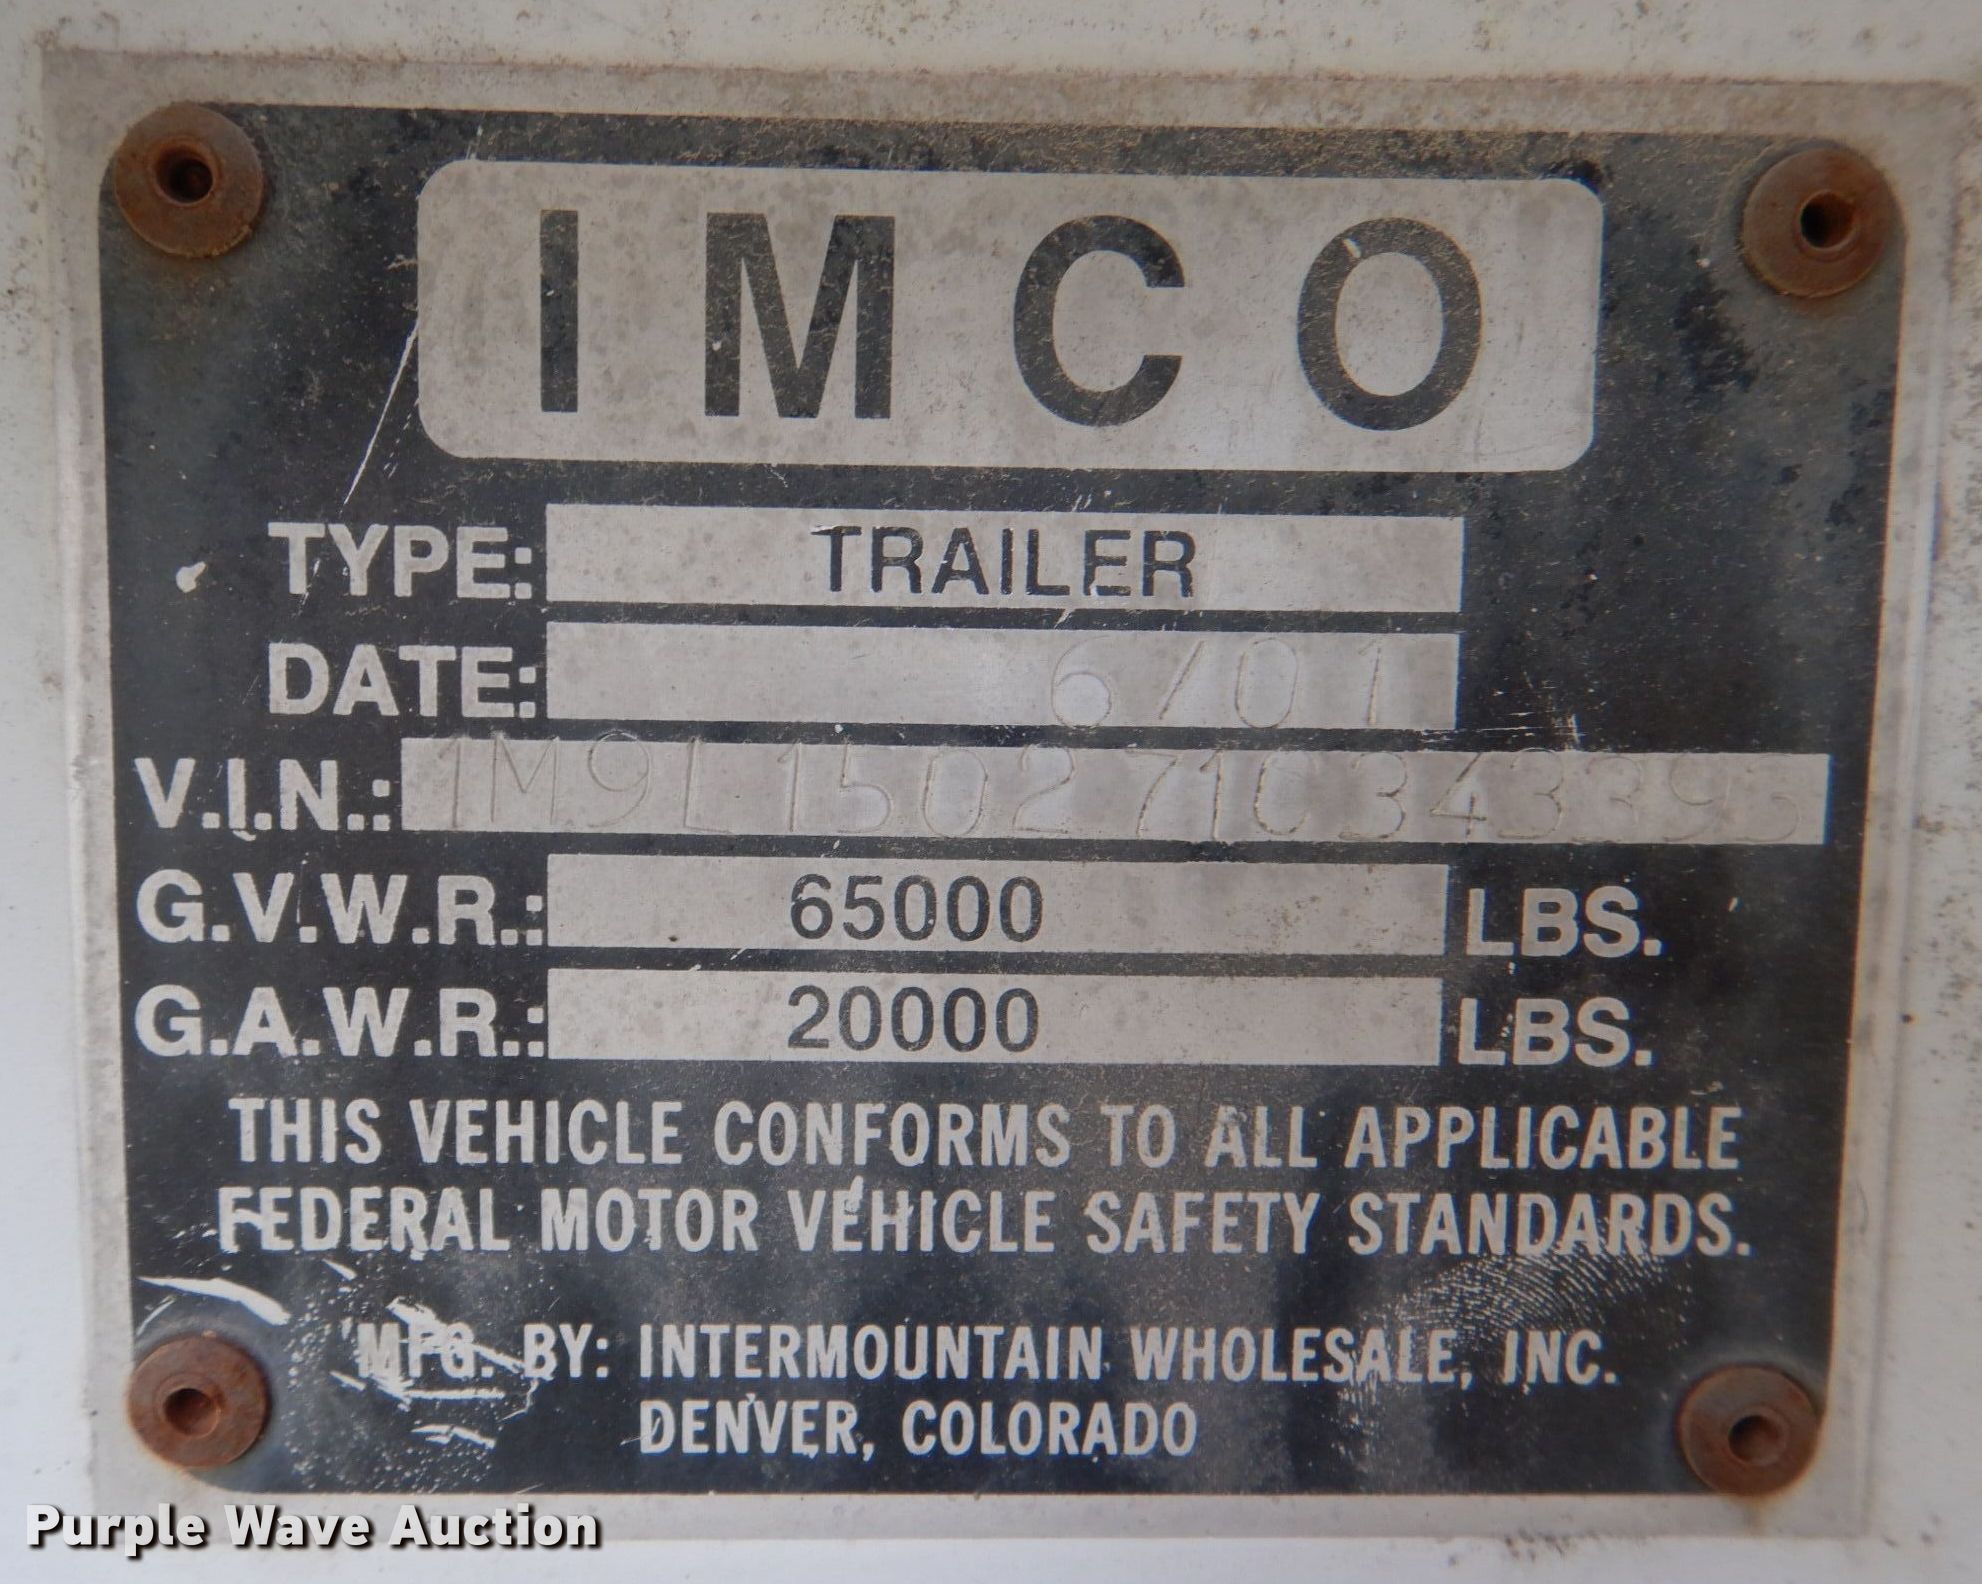 IMCO
TYPE: TRAILER
DATE: 6/01
V.I.N.: 1M9L150271C343393
G.V.W.R.: 65000 LBS.
G.A.W.R.: 20000 LBS.
THIS VEHICLE CONFORMS TO ALL APPLICABLE
FEDERAL MOTOR VEHICLE SAFETY STANDARDS.
MFG. BY: INTERMOUNTAIN WHOLESALE, INC.
DENVER, COLORADO
Purple Wave Auction